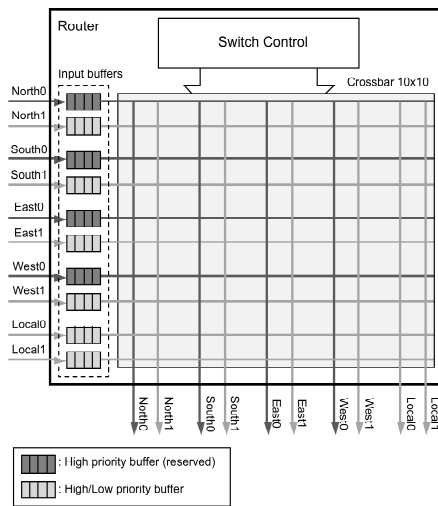 Router
Switch Control
Input buffers
Crossbar 10x10
North0
North1
South0
South1
East0
East1
West0
West1
Local0
Local1
North0
North1
South0
South1
East0
East1
West0
West1
Local0
Local1
: High priority buffer (reserved)
: High/Low priority buffer